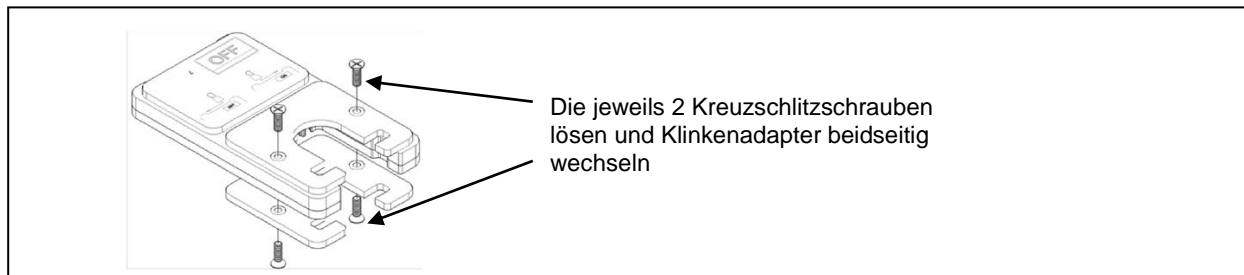 OFF
Die jeweils 2 Kreuzschlitzschrauben
lösen und Klinkenadapter beidseitig
wechseln